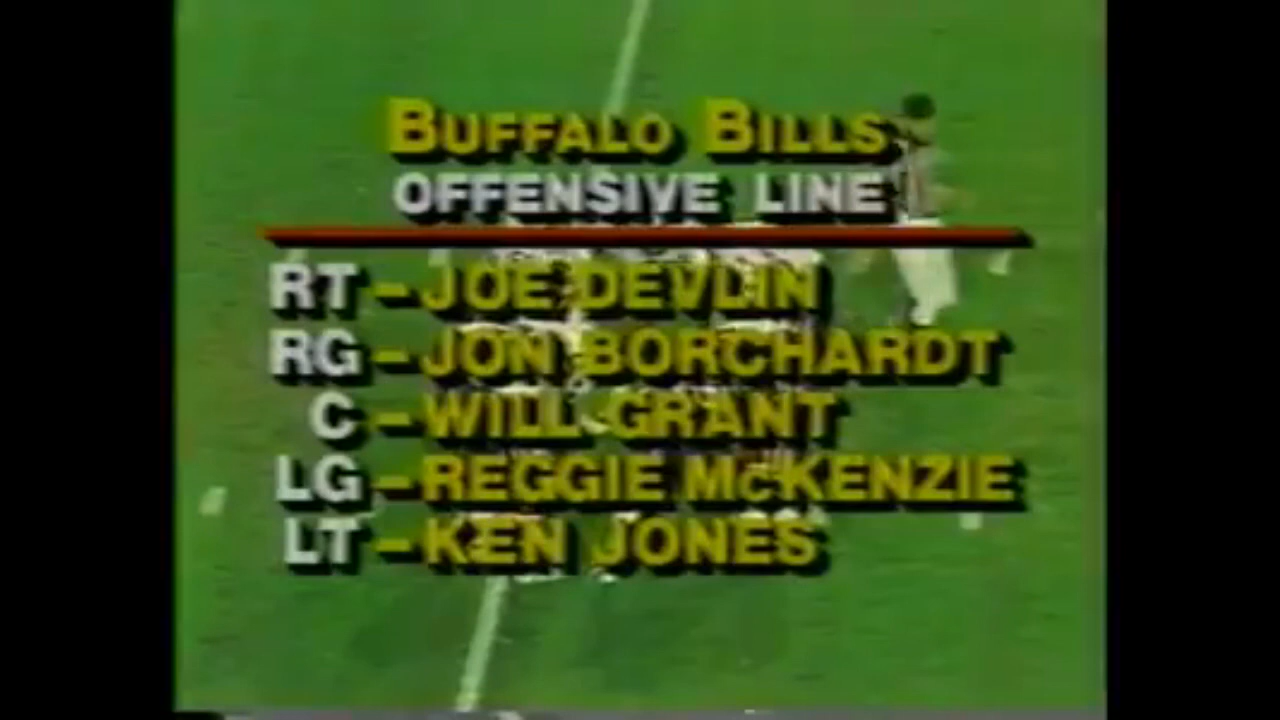 BUFFALO BILLS
OFFENSIVE LINE
RT - JOE DEVLIN
RG - JON BORCHARDT
C - WILL GRANT
LG - REGGIE McKENZIE
LT - KEN JONES